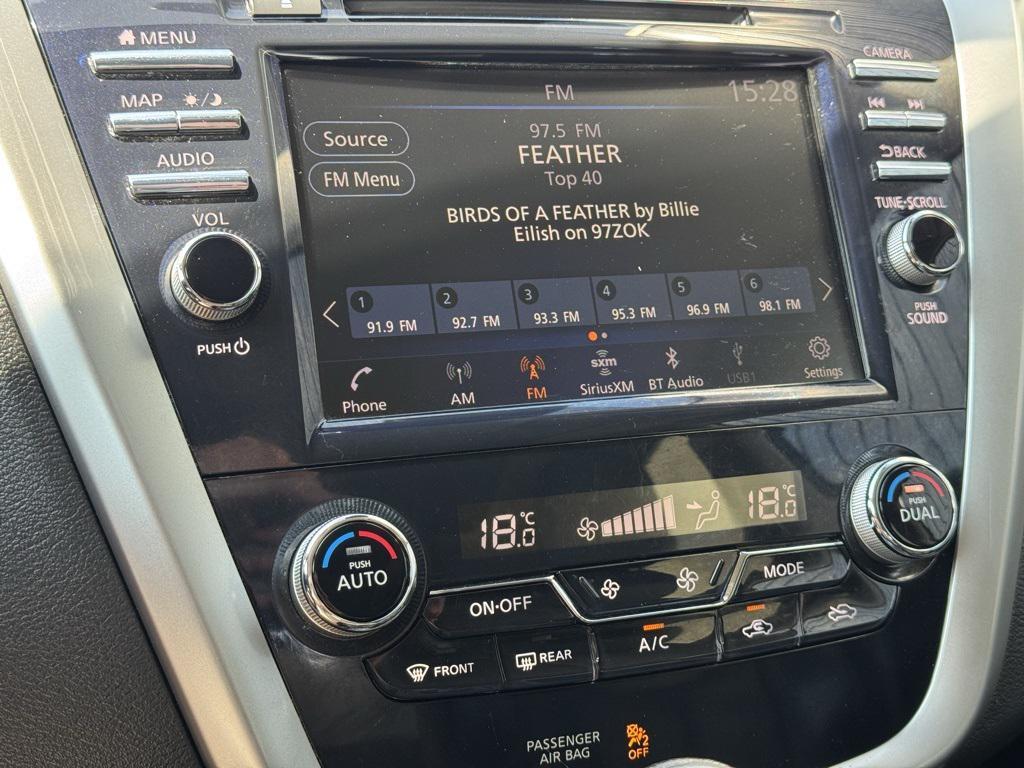 MENU
CAMERA
MAP
AUDIO
BACK
VOL
TUNE·SCROLL
PUSH
PUSH
SOUND
FM
15:28
Source
97.5 FM
FEATHER
FM Menu
Top 40
BIRDS OF A FEATHER by Billie
Eilish on 97ZOK
1 2 3 4 5 6
91.9 FM 92.7 FM 93.3 FM 95.3 FM 96.9 FM 98.1 FM
Phone
AM
FM
sxm
SiriusXM
BT Audio
USB1
Settings
18.0 °C
18.0 °C
PUSH
AUTO
PUSH
DUAL
ON·OFF
MODE
FRONT
REAR
A/C
PASSENGER
AIR BAG
2
OFF